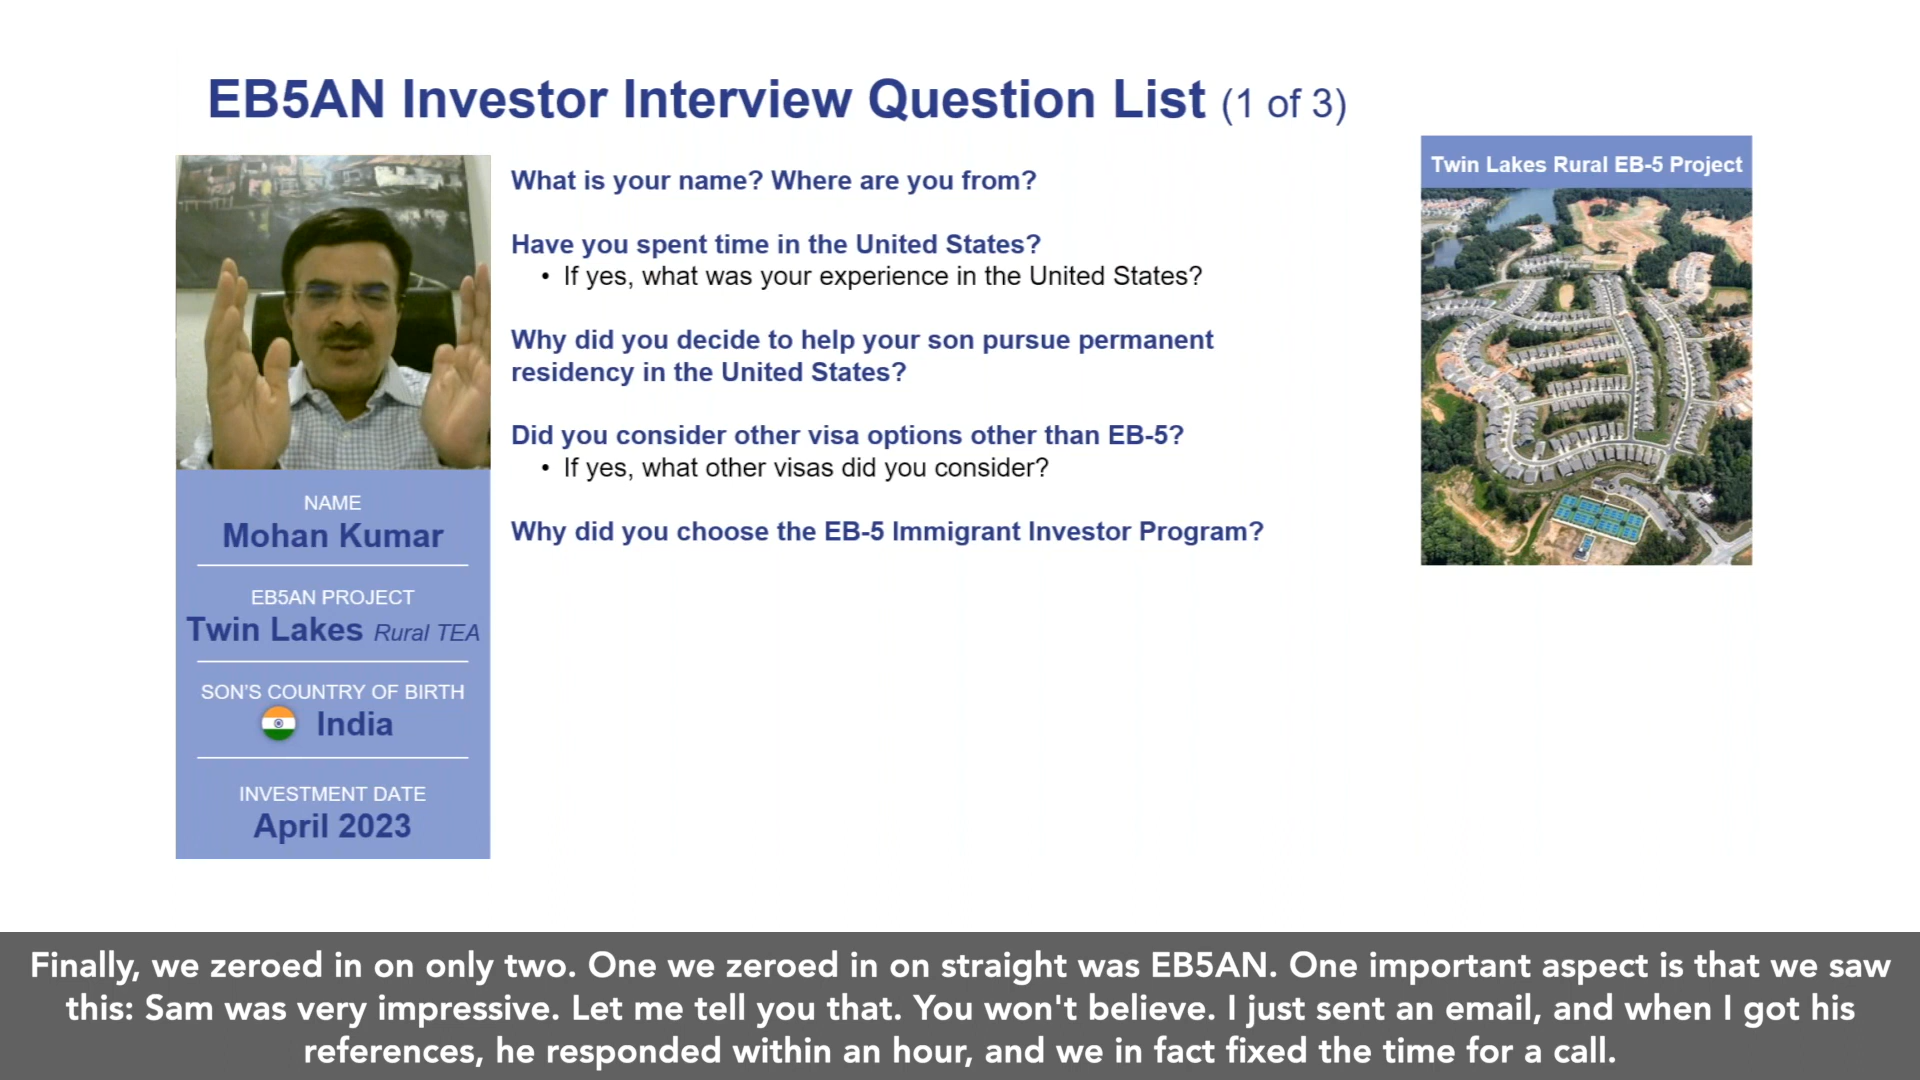 EB5AN Investor Interview Question List (1 of 3)
What is your name? Where are you from?
Have you spent time in the United States?
• If yes, what was your experience in the United States?
Why did you decide to help your son pursue permanent
residency in the United States?
Did you consider other visa options other than EB-5?
• If yes, what other visas did you consider?
Why did you choose the EB-5 Immigrant Investor Program?
Twin Lakes Rural EB-5 Project
NAME
Mohan Kumar
EB5AN PROJECT
Twin Lakes Rural TEA
SON'S COUNTRY OF BIRTH
India
INVESTMENT DATE
April 2023
Finally, we zeroed in on only two. One we zeroed in on straight was EB5AN. One important aspect is that we saw
this: Sam was very impressive. Let me tell you that. You won't believe. I just sent an email, and when I got his
references, he responded within an hour, and we in fact fixed the time for a call.